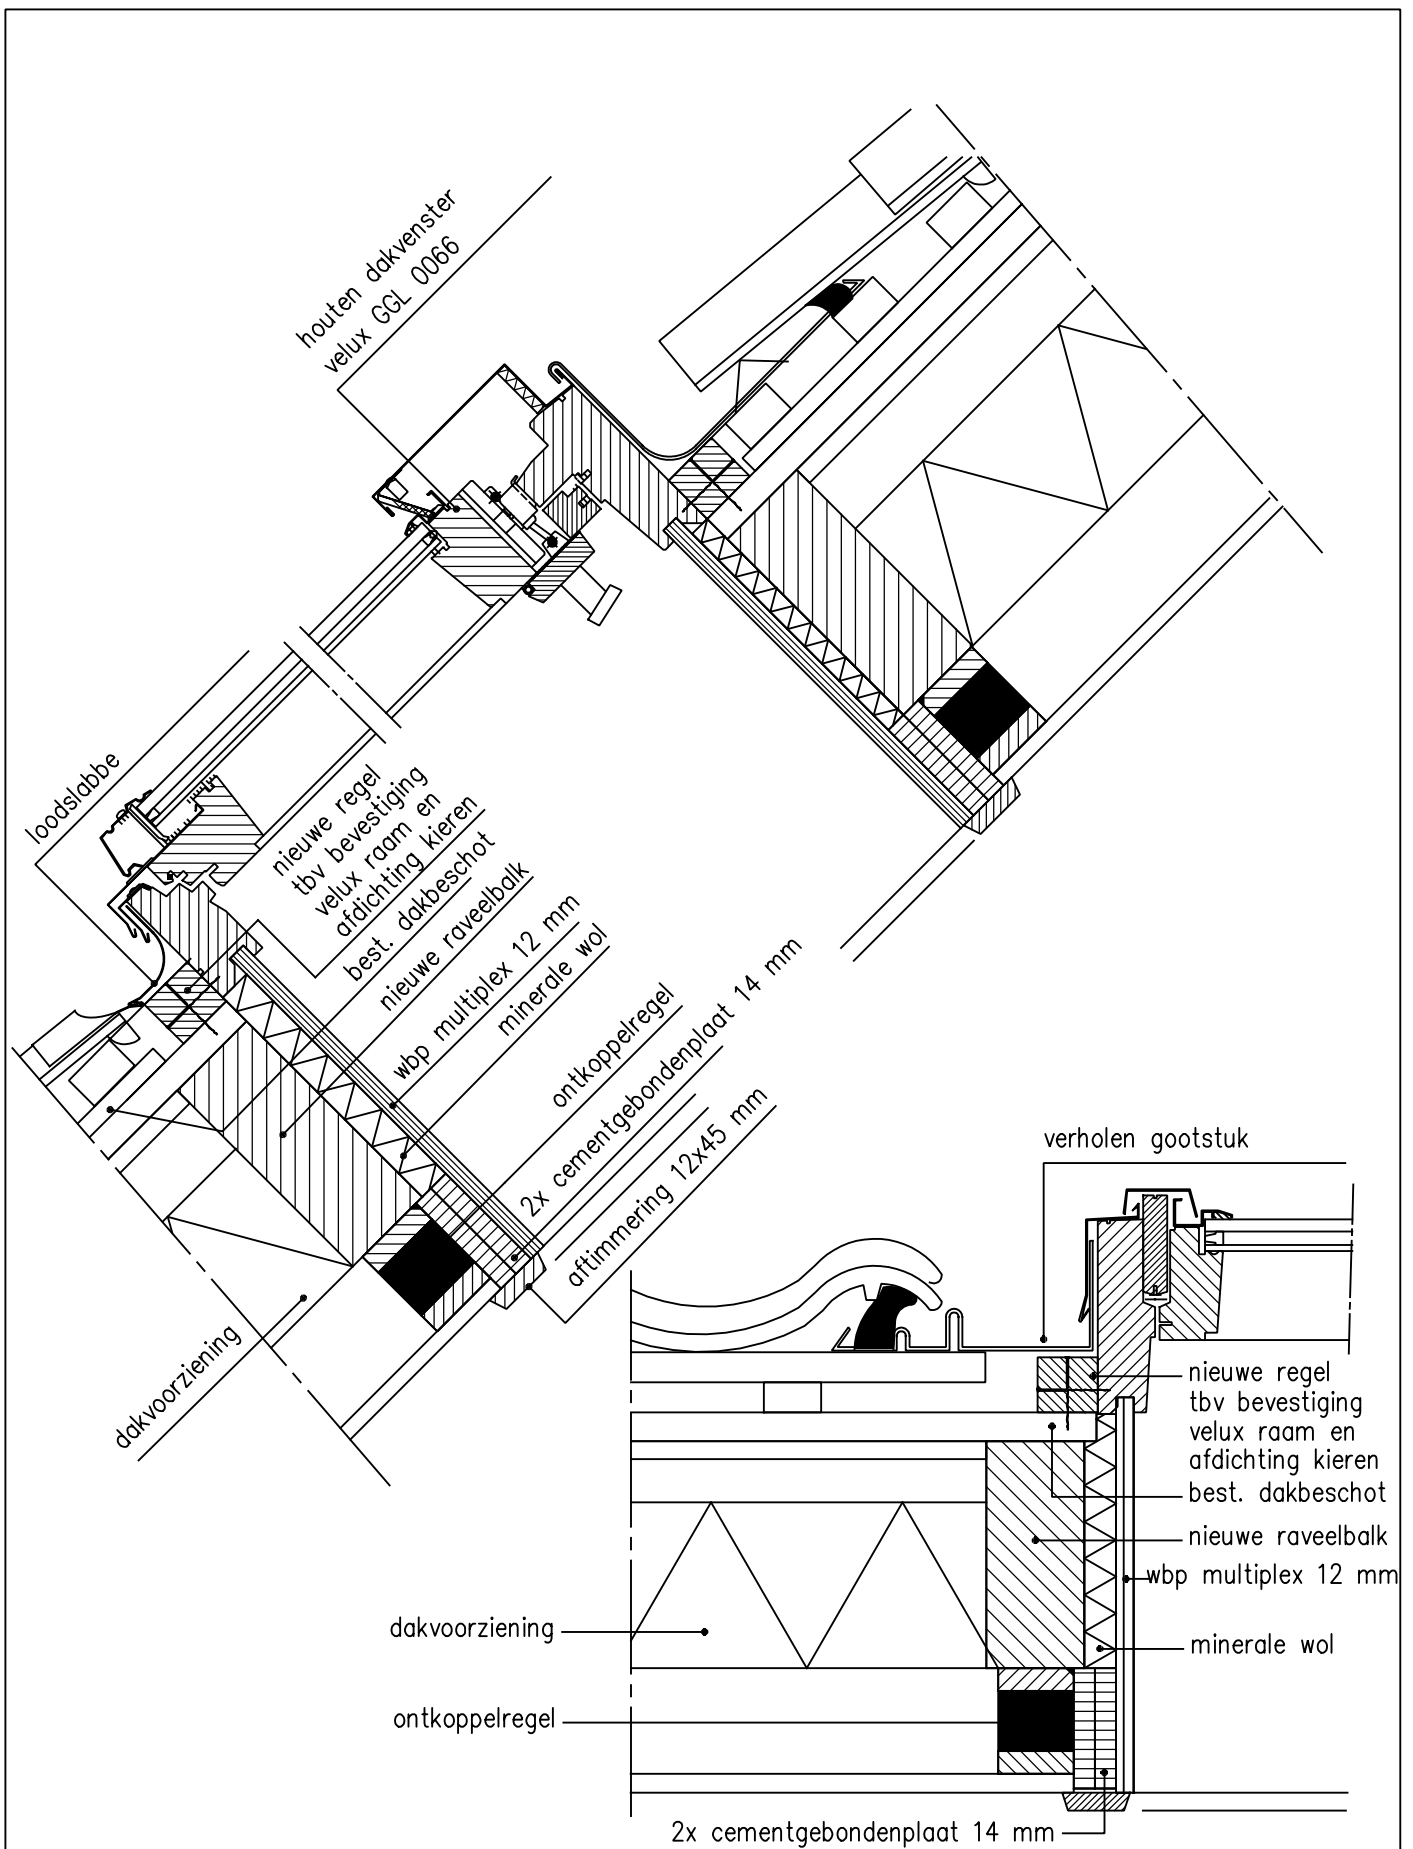 houten dakvenster
velux GGL 0066
loodslabbe
nieuwe regel
tbv bevestiging
velux raam en
afdichting kieren
best. dakbeschot
nieuwe raveelbalk
wbp multiplex 12 mm
minerale wol
ontkoppelregel
2x cementgebondenplaat 14 mm
aftimmering 12x45 mm
dakvoorziening
verholen gootstuk
nieuwe regel
tbv bevestiging
velux raam en
afdichting kieren
best. dakbeschot
nieuwe raveelbalk
wbp multiplex 12 mm
dakvoorziening
minerale wol
ontkoppelregel
2x cementgebondenplaat 14 mm